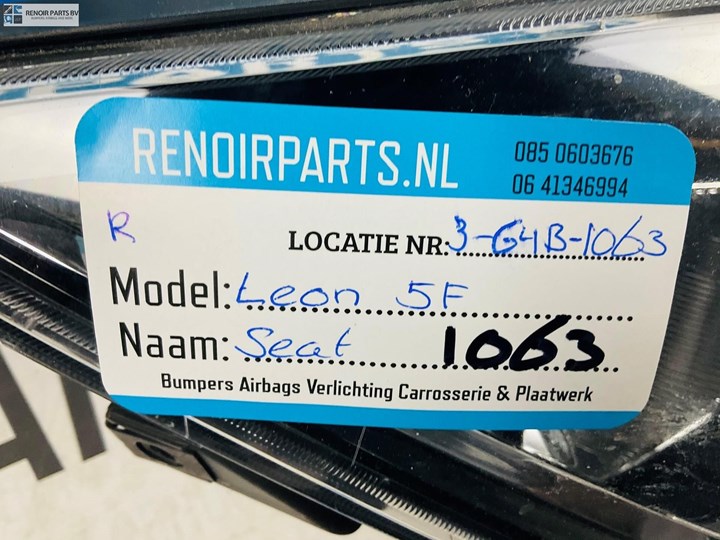 RENOIR PARTS BV
RENOIRPARTS.NL
085 0603676
06 41346994
R
LOCATIE NR: 3-G4B-1063
Model: Leon 5F
Naam: Seat 1063
Bumpers Airbags Verlichting Carrosserie & Plaatwerk